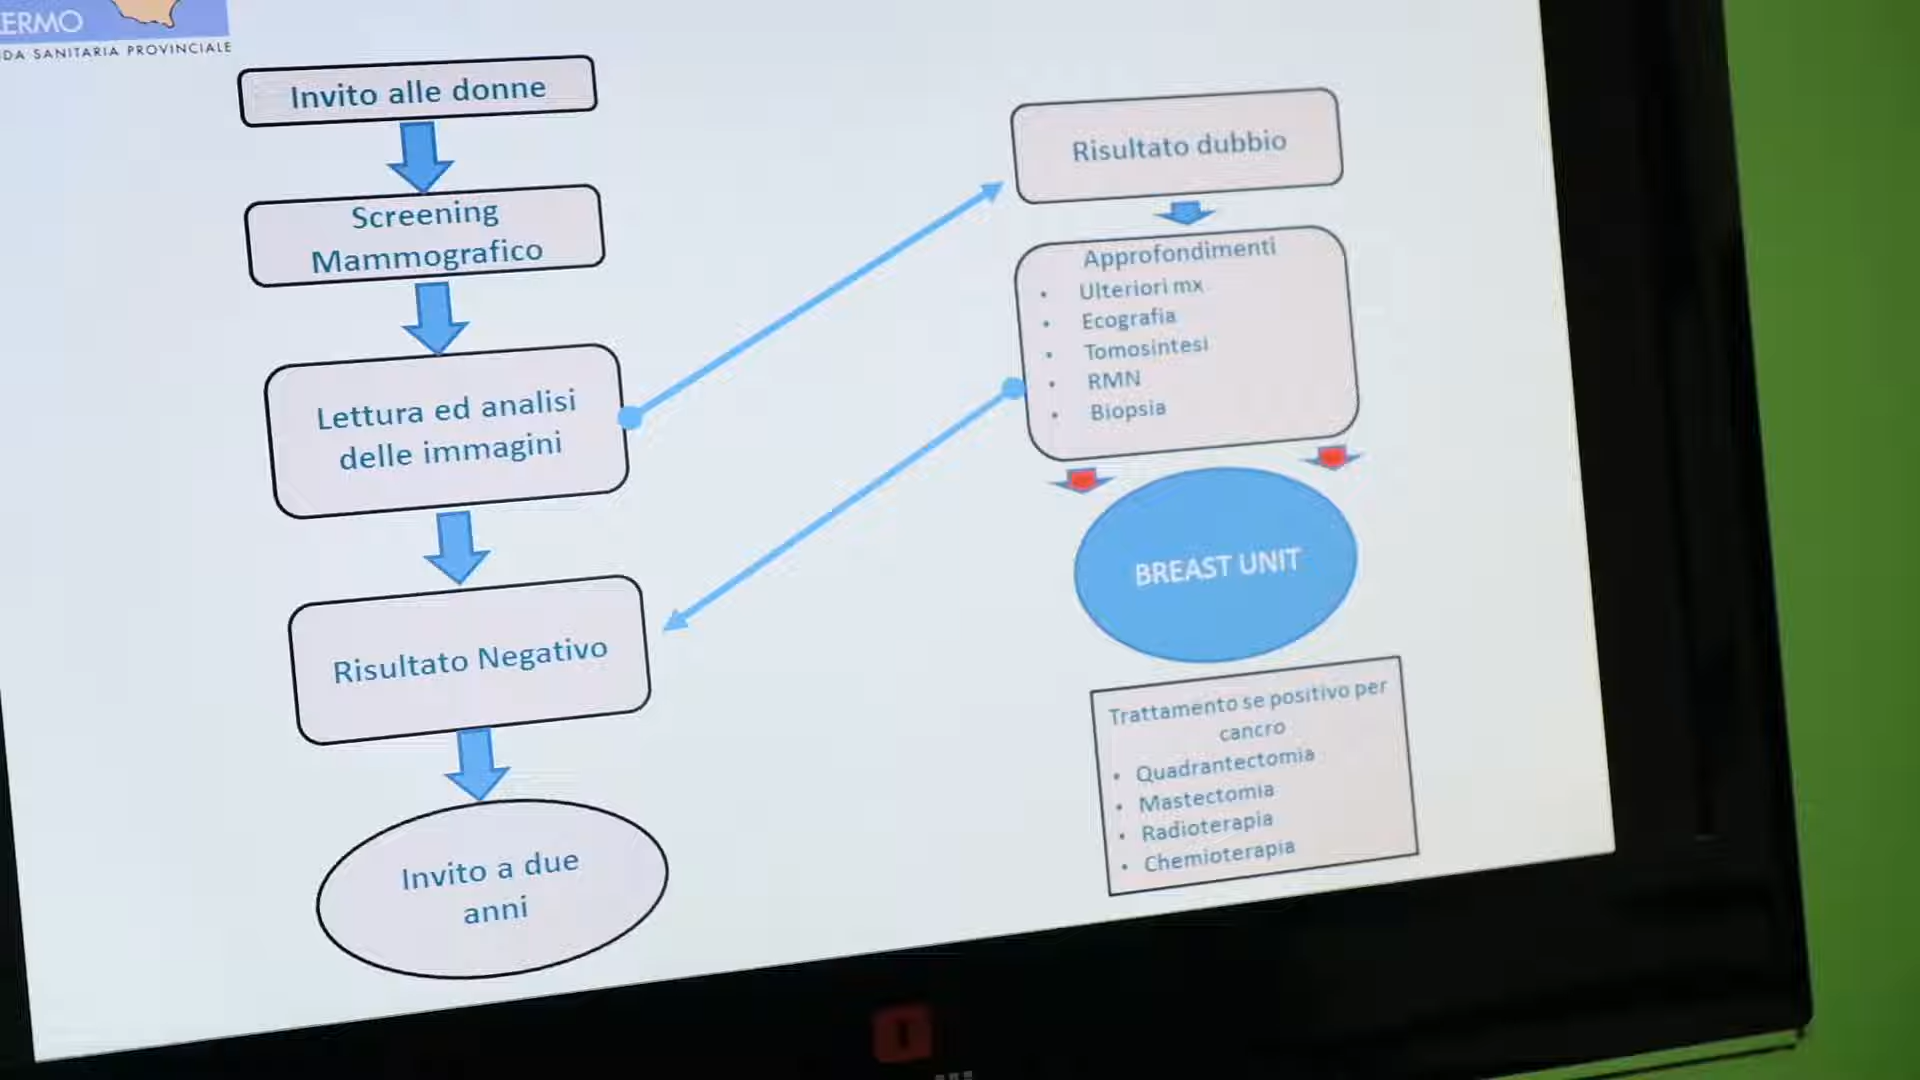 ERMO
DA SANITARIA PROVINCIALE
Invito alle donne
Screening
Mammografico
Lettura ed analisi
delle immagini
Risultato Negativo
Invito a due
anni
Risultato dubbio
Approfondimenti
• Ulteriori mx
• Ecografia
• Tomosintesi
• RMN
• Biopsia
BREAST UNIT
Trattamento se positivo per
cancro
• Quadrantectomia
• Mastectomia
• Radioterapia
• Chemioterapia